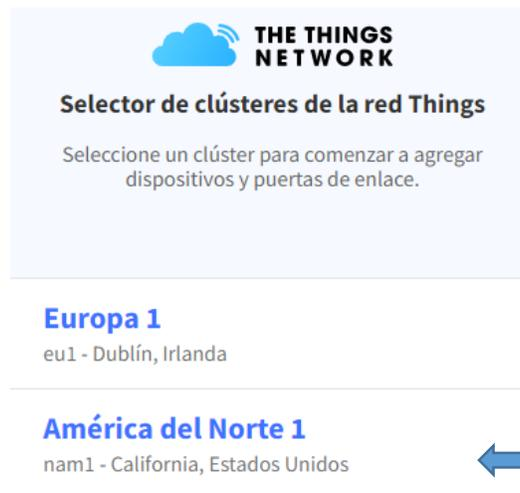 THE THINGS
NETWORK
Selector de clústeres de la red Things
Seleccione un clúster para comenzar a agregar
dispositivos y puertas de enlace.
Europa 1
eu1 - Dublín, Irlanda
América del Norte 1
nam1 - California, Estados Unidos